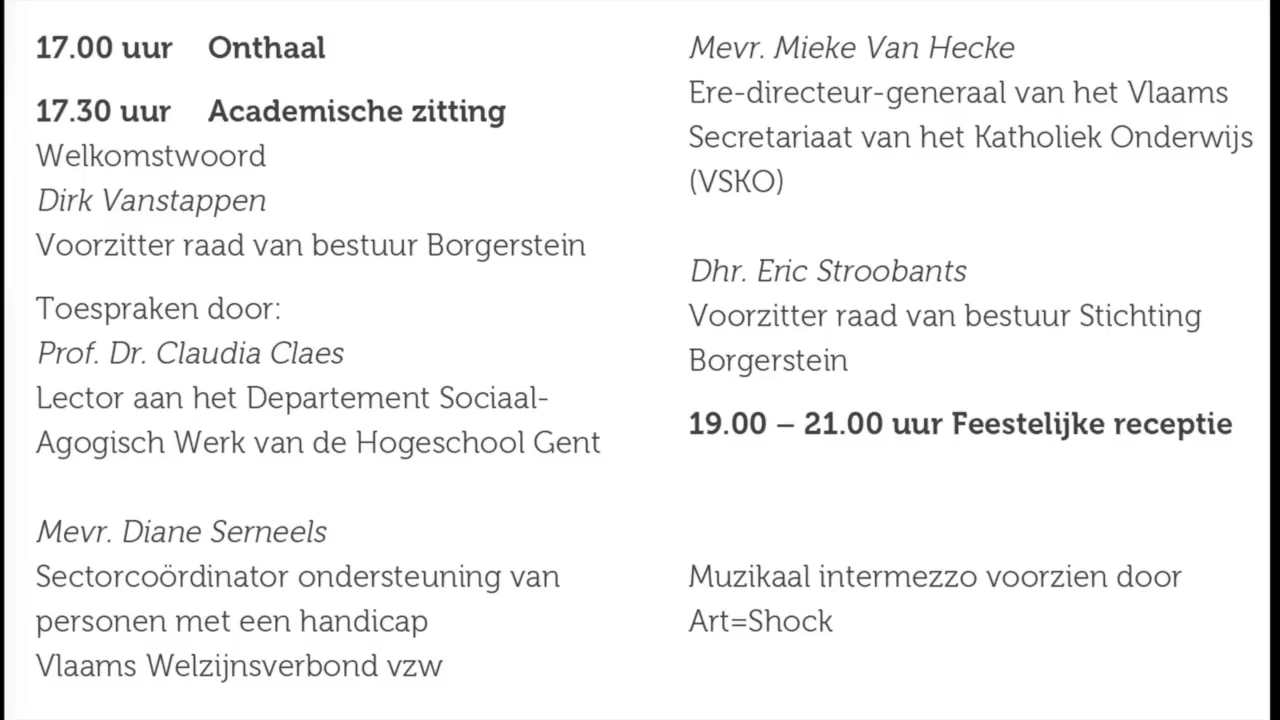 17.00 uur Onthaal
17.30 uur Academische zitting
Welkomstwoord
Dirk Vanstappen
Voorzitter raad van bestuur Borgerstein
Toespraken door:
Prof. Dr. Claudia Claes
Lector aan het Departement Sociaal-
Agogisch Werk van de Hogeschool Gent
Mevr. Diane Serneels
Sectorcoördinator ondersteuning van
personen met een handicap
Vlaams Welzijnsverbond vzw
Mevr. Mieke Van Hecke
Ere-directeur-generaal van het Vlaams
Secretariaat van het Katholiek Onderwijs
(VSKO)
Dhr. Eric Stroobants
Voorzitter raad van bestuur Stichting
Borgerstein
19.00 – 21.00 uur Feestelijke receptie
Muzikaal intermezzo voorzien door
Art=Shock